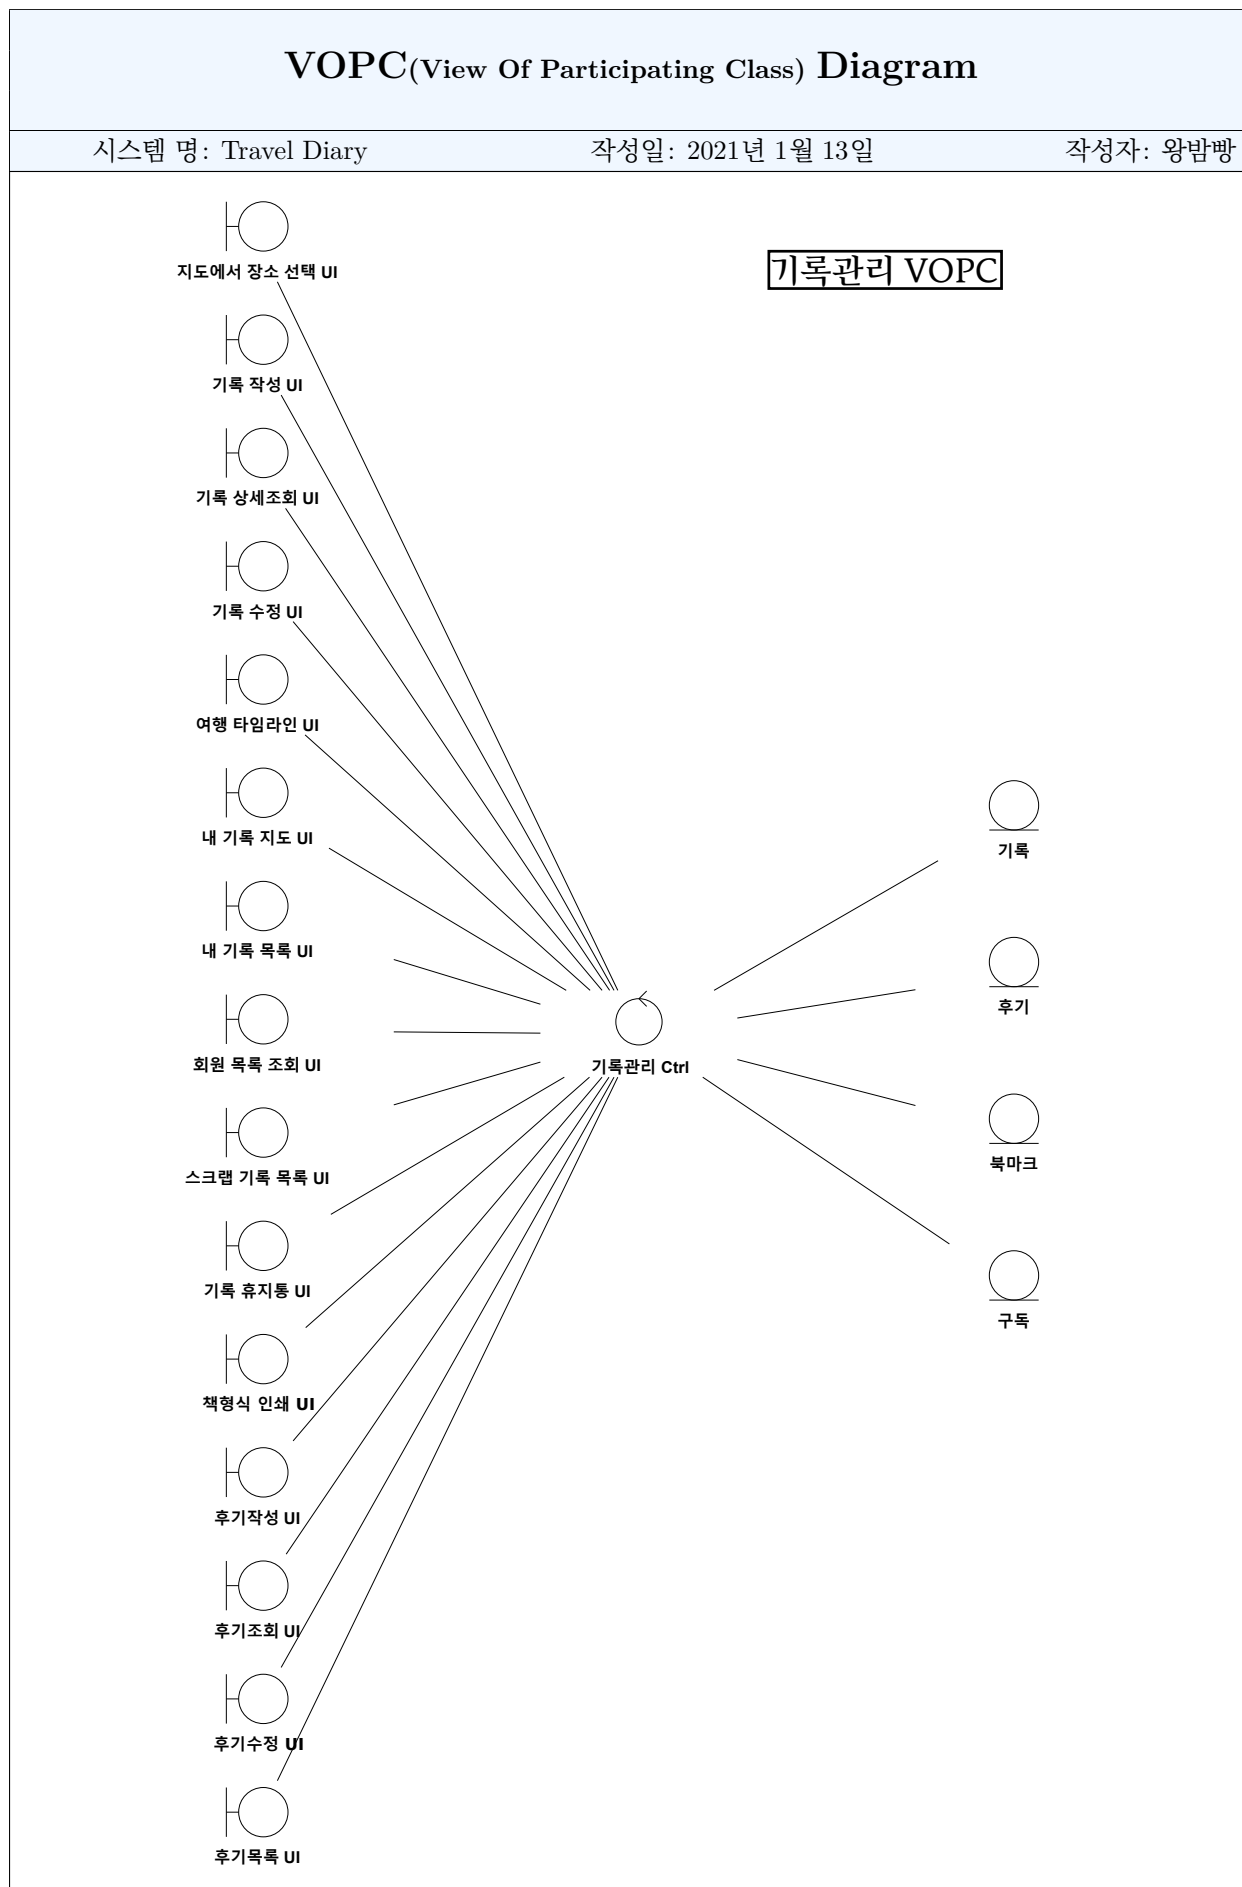 VOPC(View Of Participating Class) Diagram
시스템 명: Travel Diary 작성일: 2021년 1월 13일 작성자: 왕밤빵
지도에서 장소 선택 UI
기록관리 VOPC
기록 작성 UI
기록 상세조회 UI
기록 수정 UI
여행 타임라인 UI
내 기록 지도 UI
기록
내 기록 목록 UI
후기
회원 목록 조회 UI
기록관리 Ctrl
스크랩 기록 목록 UI
북마크
기록 휴지통 UI
구독
책형식 인쇄 UI
후기작성 UI
후기조회 UI
후기수정 UI
후기목록 UI